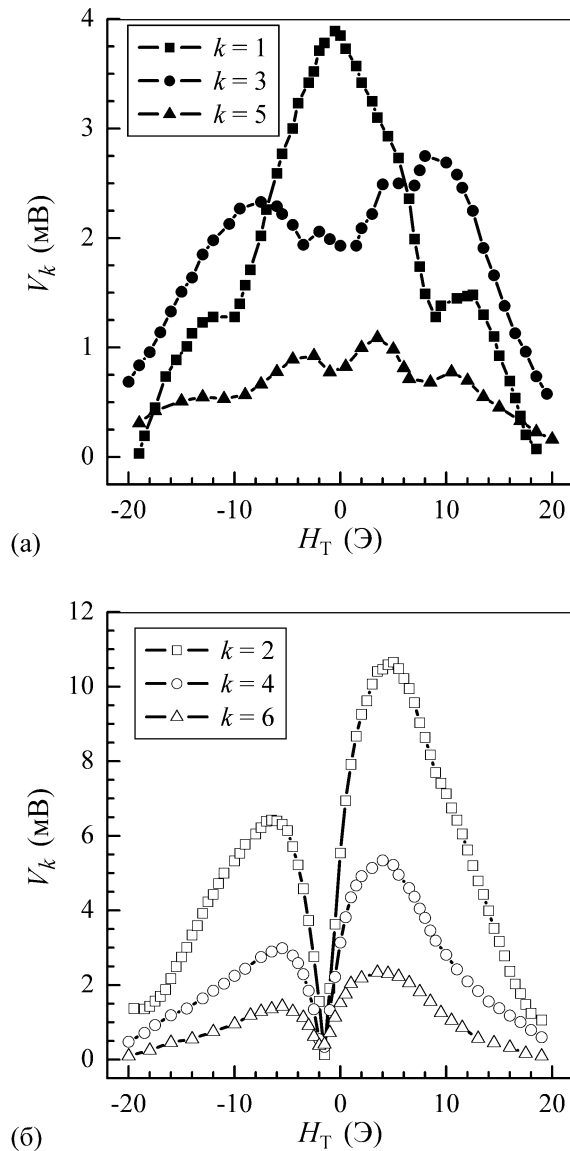 4
3
2
1
0
V_k (мВ)
k = 1
k = 3
k = 5
-20 -10 0 10 20
(а)
H_T (Э)
12
10
8
6
4
2
0
V_k (мВ)
k = 2
k = 4
k = 6
-20 -10 0 10 20
(б)
H_T (Э)